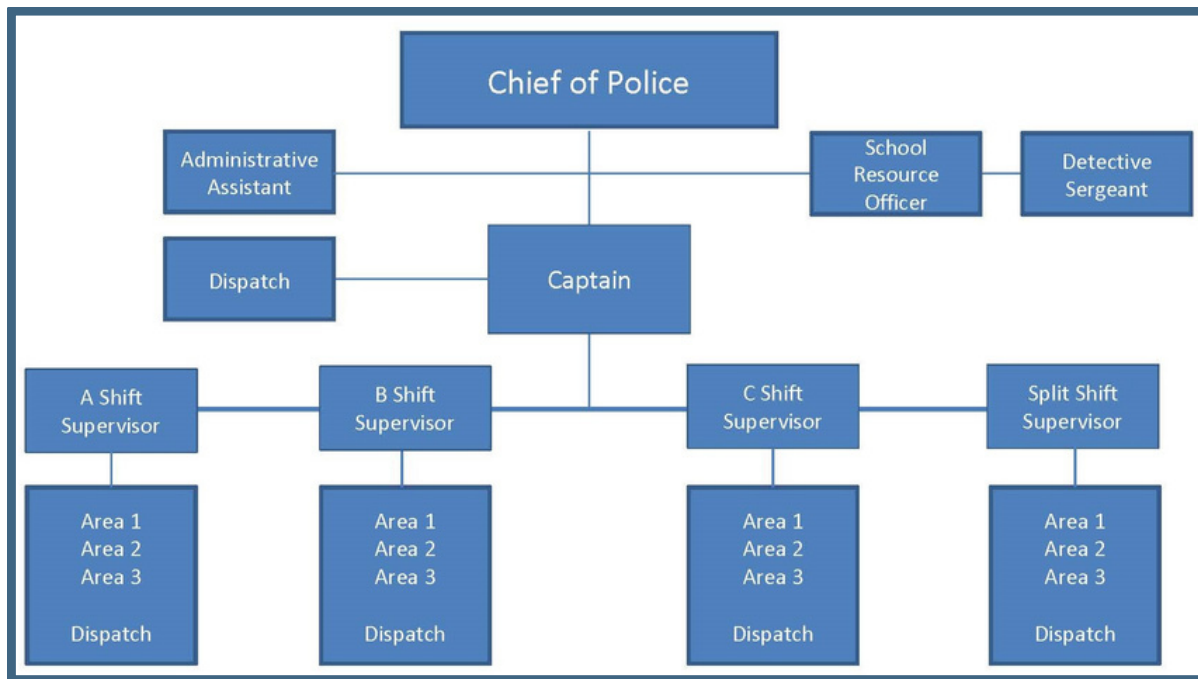 Chief of Police
Administrative
Assistant
School
Resource
Officer
Detective
Sergeant
Dispatch
Captain
A Shift
Supervisor
B Shift
Supervisor
C Shift
Supervisor
Split Shift
Supervisor
Area 1
Area 2
Area 3
Dispatch
Area 1
Area 2
Area 3
Dispatch
Area 1
Area 2
Area 3
Dispatch
Area 1
Area 2
Area 3
Dispatch